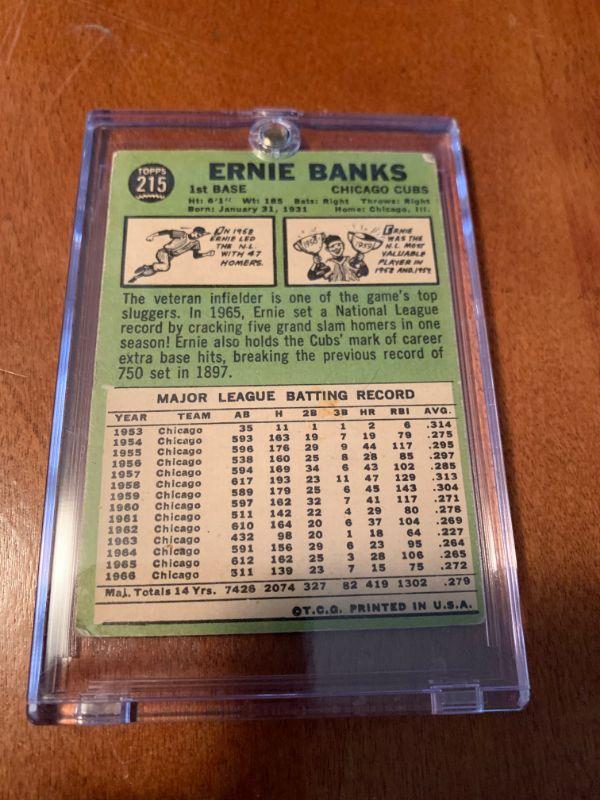 TOPPS
215
ERNIE BANKS
1st BASE CHICAGO CUBS
Ht: 6'1" Wt: 185 Bats: Right Throws: Right
Born: January 31, 1931 Home: Chicago, Ill.
IN 1958
ERNIE LED
THE N.L.
WITH 47
HOMERS.
1958
1959
ERNIE
WAS THE
N.L. MOST
VALUABLE
PLAYER IN
1958 AND 1959.
The veteran infielder is one of the game's top
sluggers. In 1965, Ernie set a National League
record by cracking five grand slam homers in one
season! Ernie also holds the Cubs' mark of career
extra base hits, breaking the previous record of
750 set in 1897.
MAJOR LEAGUE BATTING RECORD
YEAR TEAM AB H 2B 3B HR RBI AVG.
1953 Chicago 35 11 1 1 2 6 .314
1954 Chicago 593 163 19 7 19 79 .275
1955 Chicago 596 176 29 9 44 117 .295
1956 Chicago 538 160 25 8 28 85 .297
1957 Chicago 594 169 34 6 43 102 .285
1958 Chicago 617 193 23 11 47 129 .313
1959 Chicago 589 179 25 6 45 143 .304
1960 Chicago 597 162 32 7 41 117 .271
1961 Chicago 511 142 22 4 29 80 .278
1962 Chicago 610 164 20 6 37 104 .269
1963 Chicago 432 98 20 1 18 64 .227
1964 Chicago 591 156 29 6 23 95 .264
1965 Chicago 612 162 25 3 28 106 .265
1966 Chicago 511 139 23 7 15 75 .272
Maj. Totals 14 Yrs. 7426 2074 327 82 419 1302 .279
©T.C.G. PRINTED IN U.S.A.